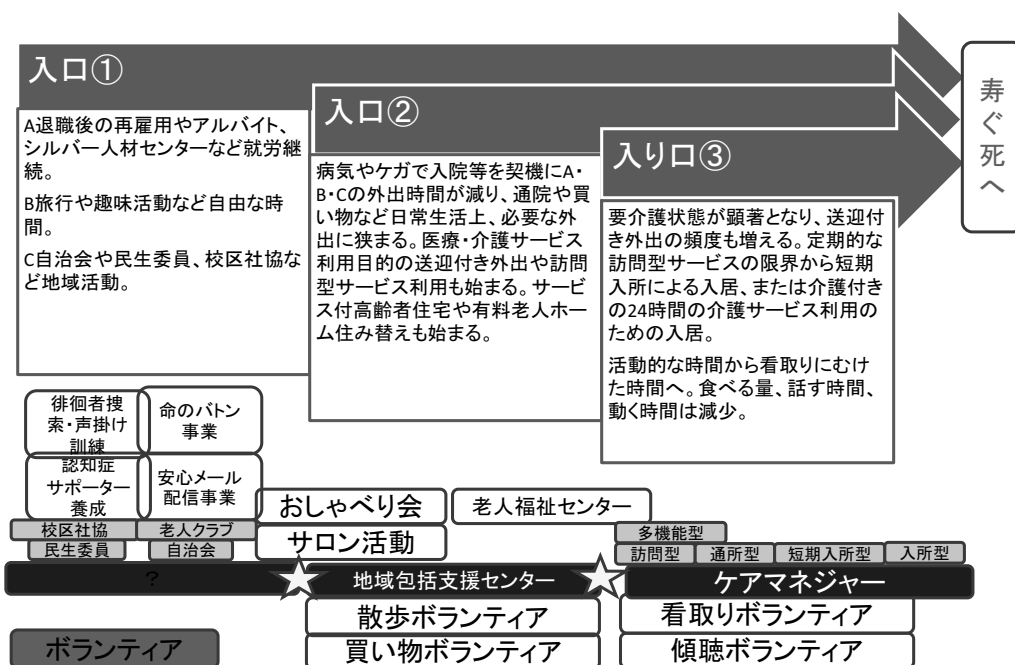 入口①
A退職後の再雇用やアルバイト、
シルバー人材センターなど就労継
続。
B旅行や趣味活動など自由な時
間。
C自治会や民生委員、校区社協な
ど地域活動。
入口②
病気やケガで入院等を契機にA・
B・Cの外出時間が減り、通院や買
い物など日常生活上、必要な外
出に狭まる。医療・介護サービス
利用目的の送迎付き外出や訪問
型サービス利用も始まる。サービ
ス付高齢者住宅や有料老人ホー
ム住み替えも始まる。
入り口③
要介護状態が顕著となり、送迎付
き外出の頻度も増える。定期的な
訪問型サービスの限界から短期
入所による入居、または介護付き
の24時間の介護サービス利用の
ための入居。
活動的な時間から看取りにむけ
た時間へ。食べる量、話す時間、
動く時間は減少。
寿ぐ死へ
徘徊者捜
索・声掛け
訓練
命のバトン
事業
認知症
サポーター
養成
安心メール
配信事業
おしゃべり会
老人福祉センター
校区社協
老人クラブ
サロン活動
多機能型
民生委員
自治会
訪問型
通所型
短期入所型
入所型
?
地域包括支援センター
ケアマネジャー
散歩ボランティア
看取りボランティア
ボランティア
買い物ボランティア
傾聴ボランティア